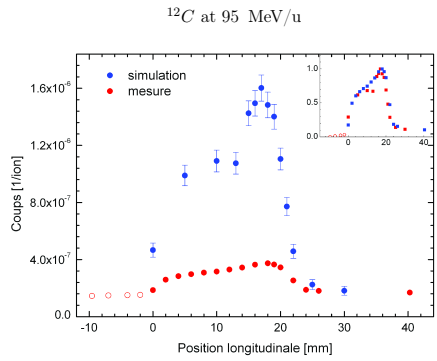 ¹²C at 95 MeV/u
simulation
mesure
1.0
0.5
0.0
0
20
40
1.6x10⁻⁶
1.2x10⁻⁶
8.0x10⁻⁷
4.0x10⁻⁷
0.0
Coups [1/ion]
-10
0
10
20
30
40
Position longitudinale [mm]